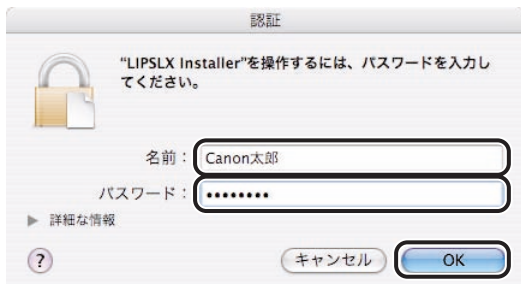 認証
"LIPSLX Installer"を操作するには、パスワードを入力し
てください。
名前：Canon太郎
パスワード：••••••••
▶ 詳細な情報
?
キャンセル OK